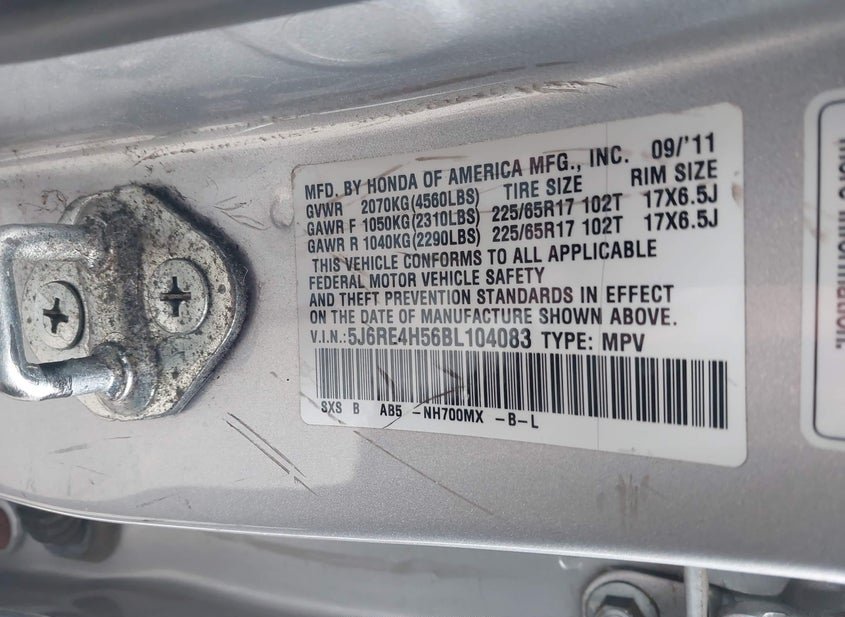 MFD. BY HONDA OF AMERICA MFG., INC. 09/'11
GVWR 2070KG(4560LBS) TIRE SIZE RIM SIZE
GAWR F 1050KG(2310LBS) 225/65R17 102T 17X6.5J
GAWR R 1040KG(2290LBS) 225/65R17 102T 17X6.5J
THIS VEHICLE CONFORMS TO ALL APPLICABLE
FEDERAL MOTOR VEHICLE SAFETY
AND THEFT PREVENTION STANDARDS IN EFFECT
ON THE DATE OF MANUFACTURE SHOWN ABOVE.
V.I.N.:5J6RE4H56BL104083 TYPE: MPV
SXS B AB5 -NH700MX -B-L
more information.